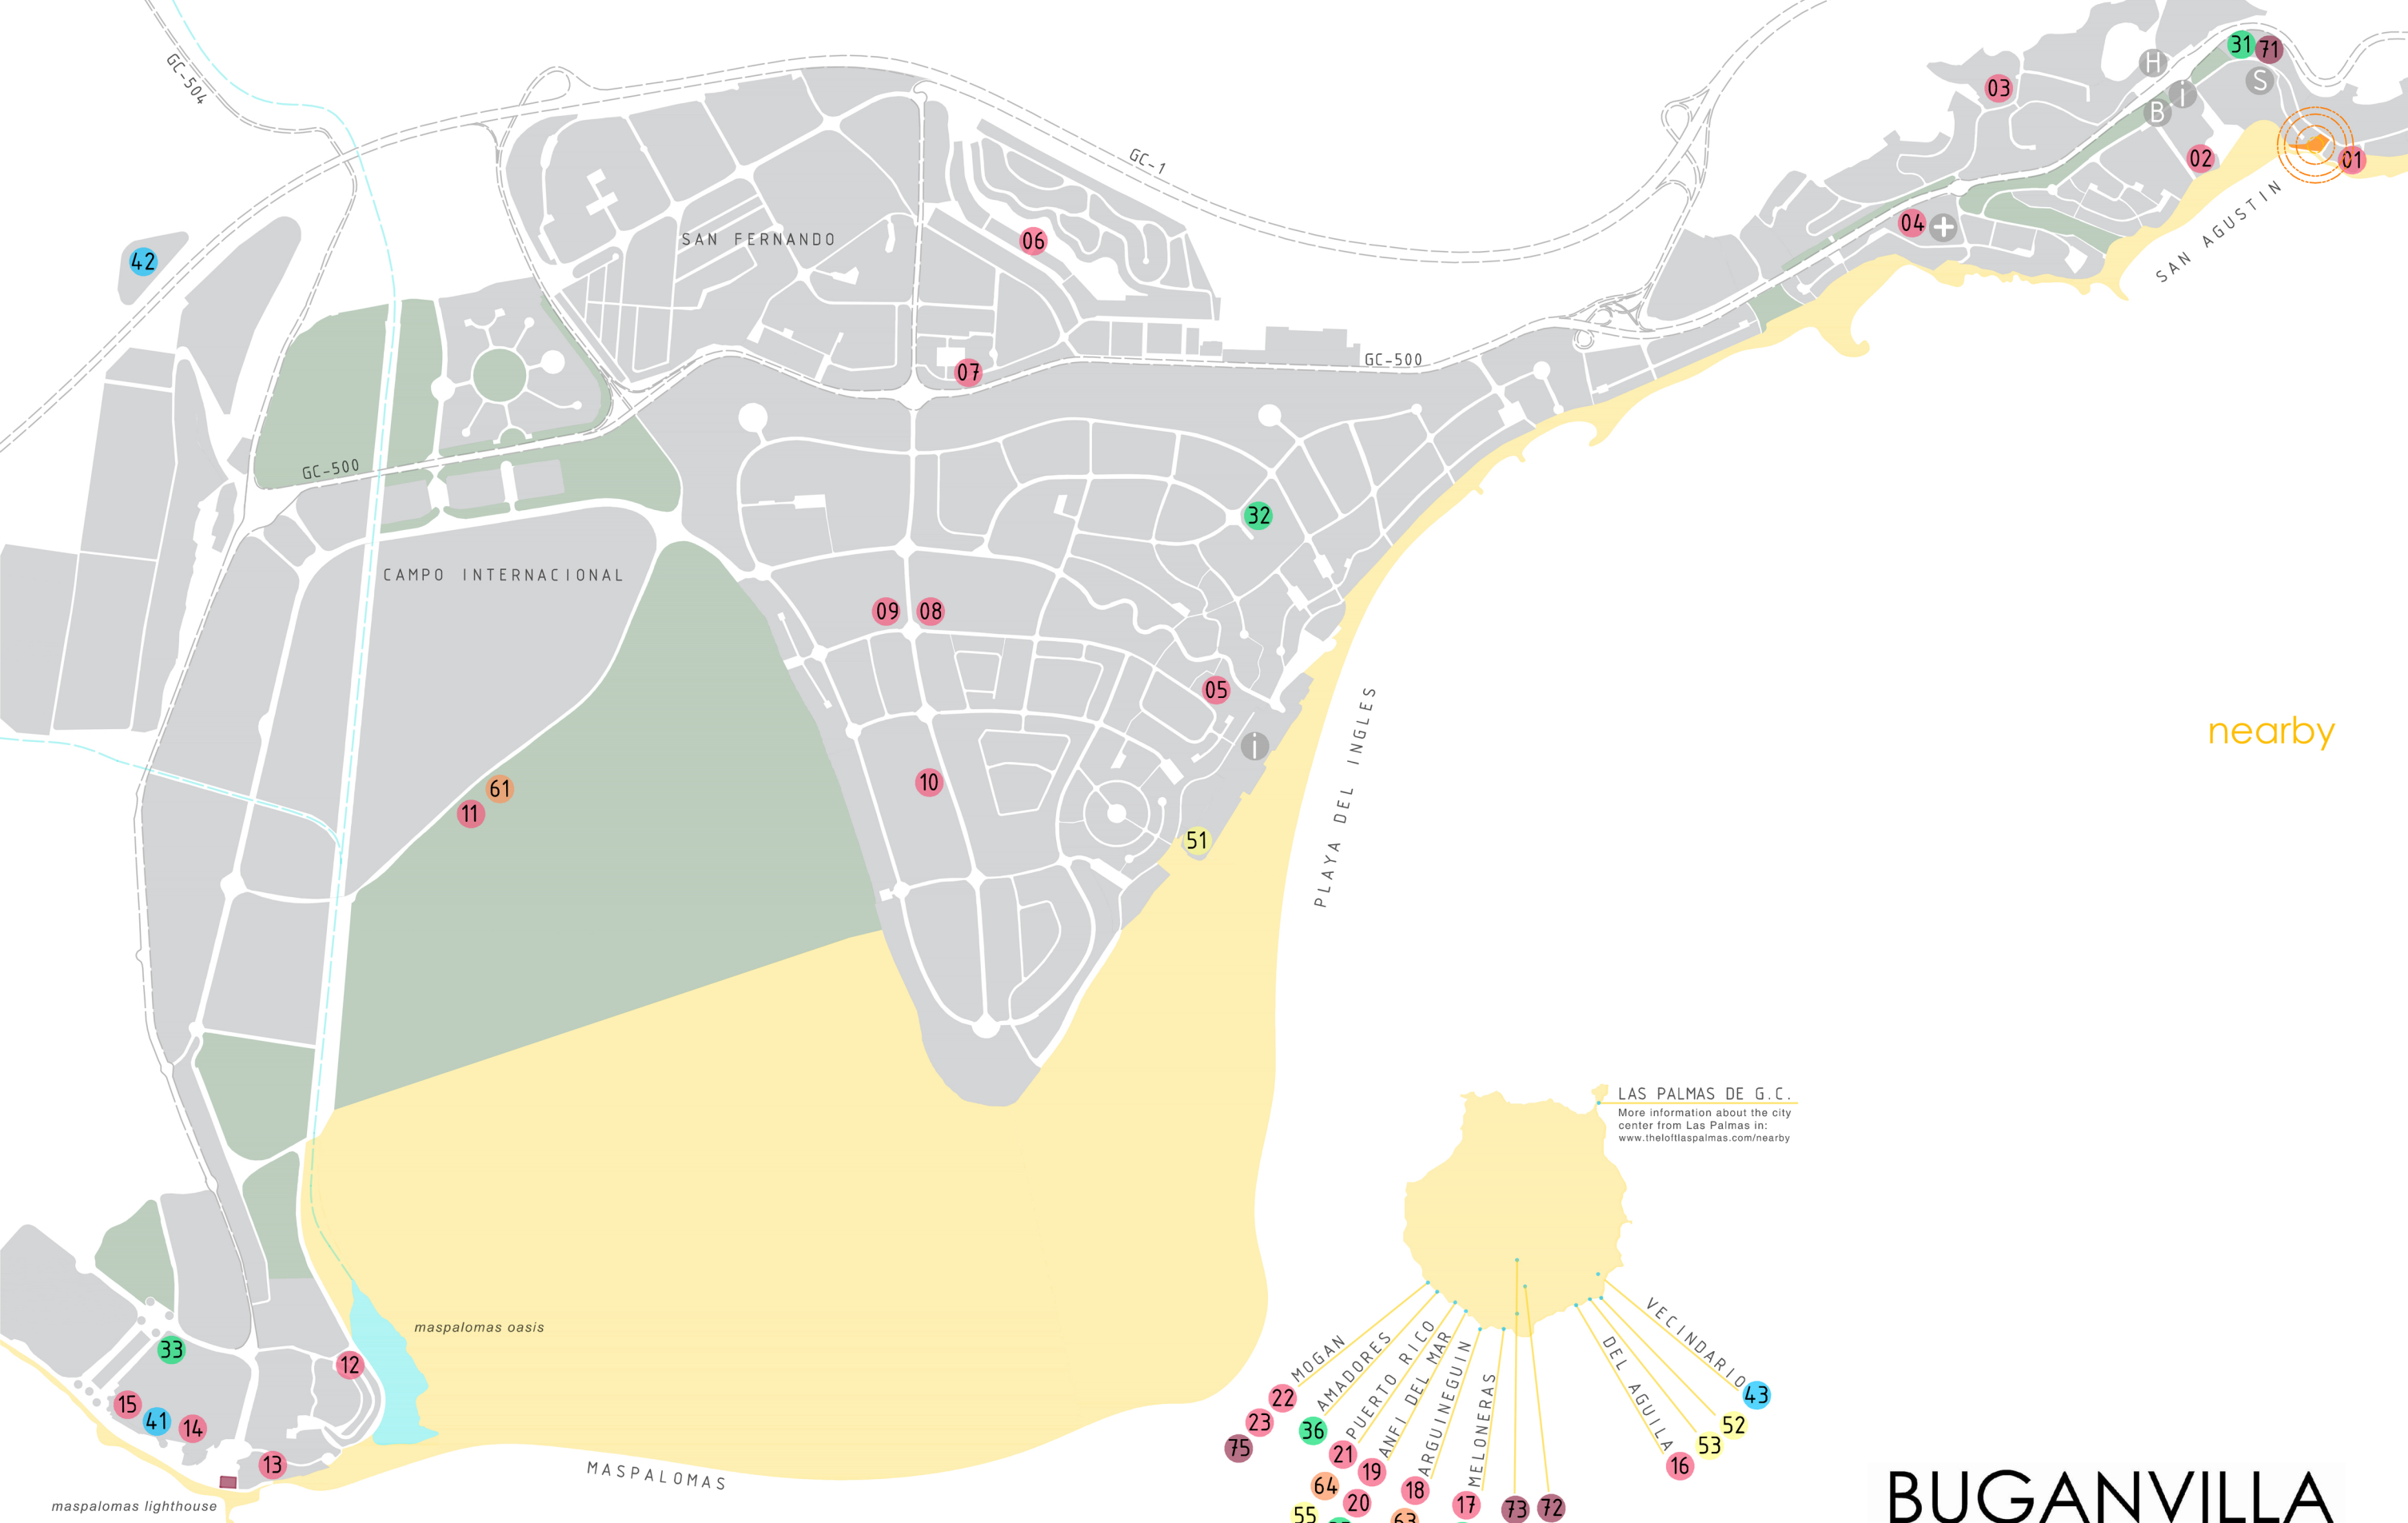 GC-504
GC-1
31
71
H
S
i
B
03
01
02
04
+
SAN AGUSTIN
SAN FERNANDO
06
42
07
GC-500
GC-500
32
CAMPO INTERNACIONAL
09
08
05
nearby
i
PLAYA DEL INGLES
10
61
11
51
LAS PALMAS DE G.C.
More information about the city
center from Las Palmas in:
www.theloftlaspalmas.com/nearby
maspalomas oasis
33
12
15
41
14
13
MASPALOMAS
maspalomas lighthouse
MOGAN
AMADORES
PUERTO RICO
ANFI DEL MAR
ARGUINEGUIN
MELONERAS
DEL AGUILA
VECINDARIO
22
23
75
36
21
64
55
19
20
18
63
17
73
72
16
53
52
43
BUGANVILLA